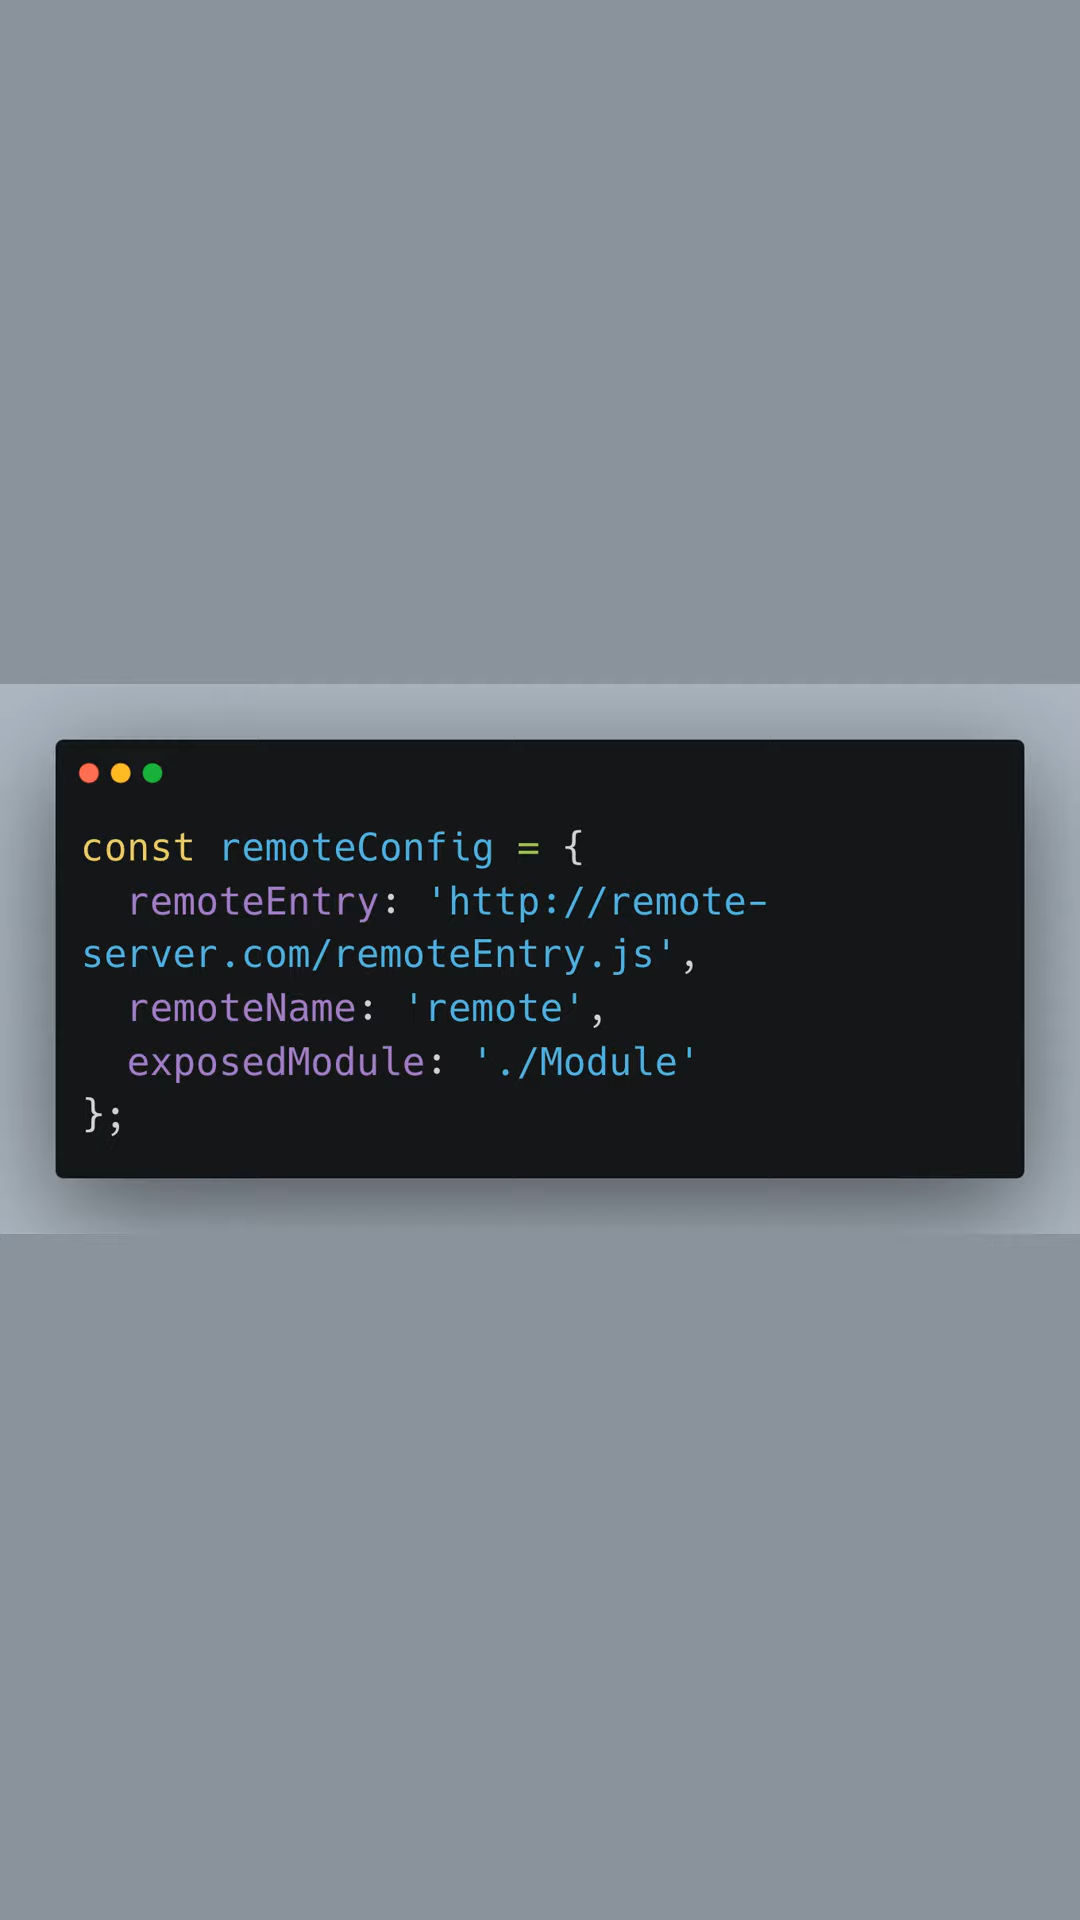 const remoteConfig = {
  remoteEntry: 'http://remote-
server.com/remoteEntry.js',
  remoteName: 'remote',
  exposedModule: './Module'
};